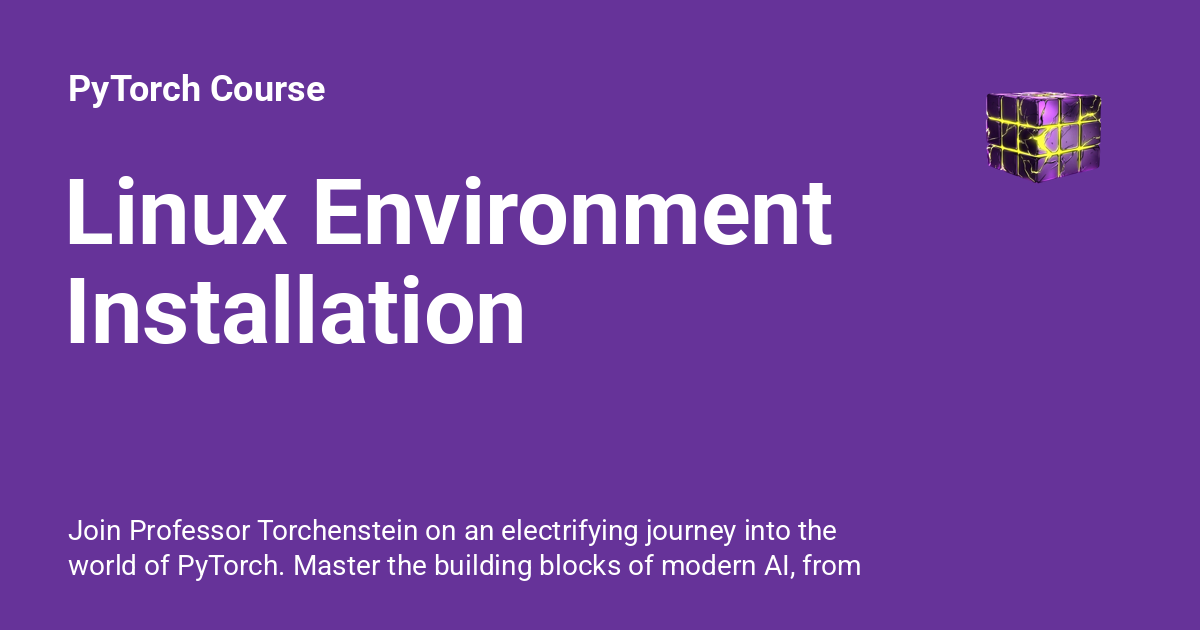 PyTorch Course
Linux Environment
Installation
Join Professor Torchenstein on an electrifying journey into the
world of PyTorch. Master the building blocks of modern AI, from